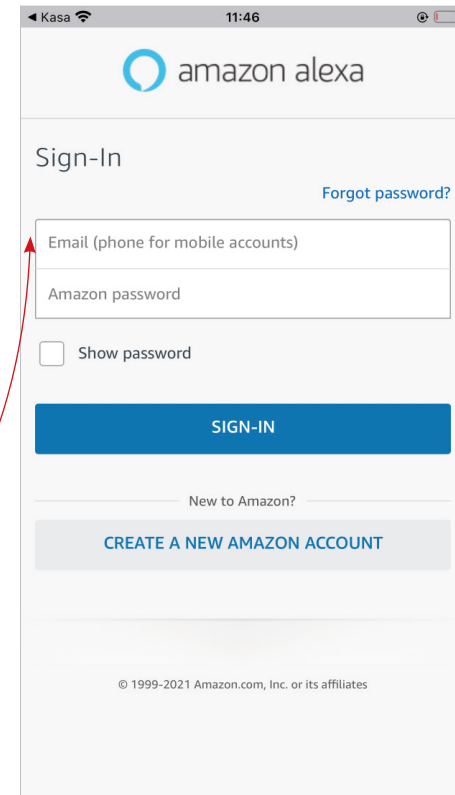 Kasa
11:46
amazon alexa
Sign-In
Forgot password?
Email (phone for mobile accounts)
Amazon password
Show password
SIGN-IN
New to Amazon?
CREATE A NEW AMAZON ACCOUNT
© 1999-2021 Amazon.com, Inc. or its affiliates